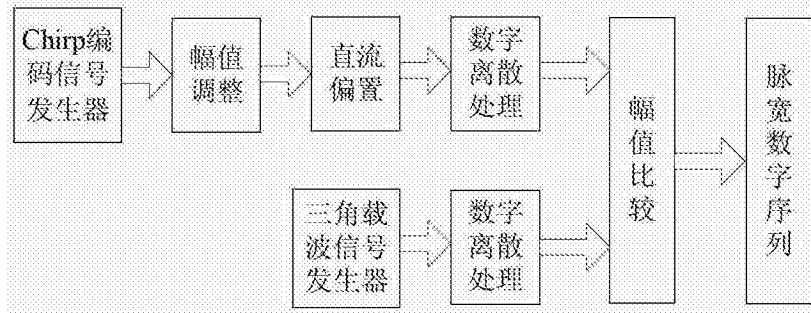 Chirp编
码信号
发生器
幅值
调整
直流
偏置
数字
离散
处理
幅
值
比
较
脉
宽
数
字
序
列
三角载
波信号
发生器
数字
离散
处理